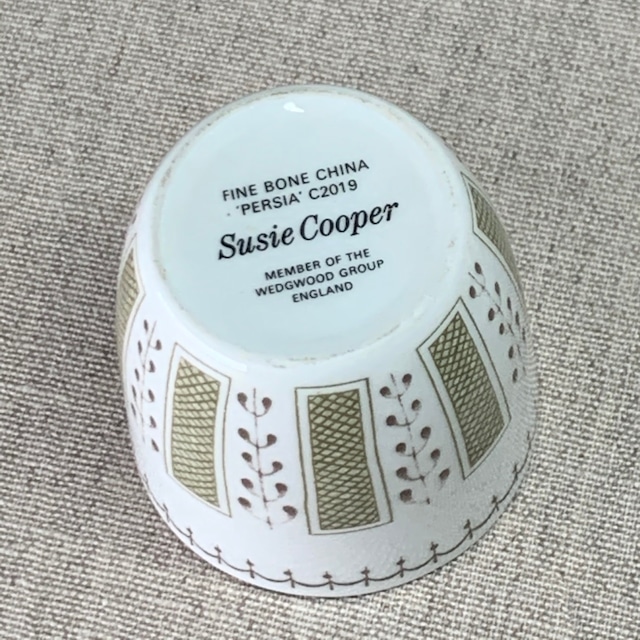 FINE BONE CHINA
'PERSIA' C2019
Susie Cooper
MEMBER OF THE
WEDGWOOD GROUP
ENGLAND